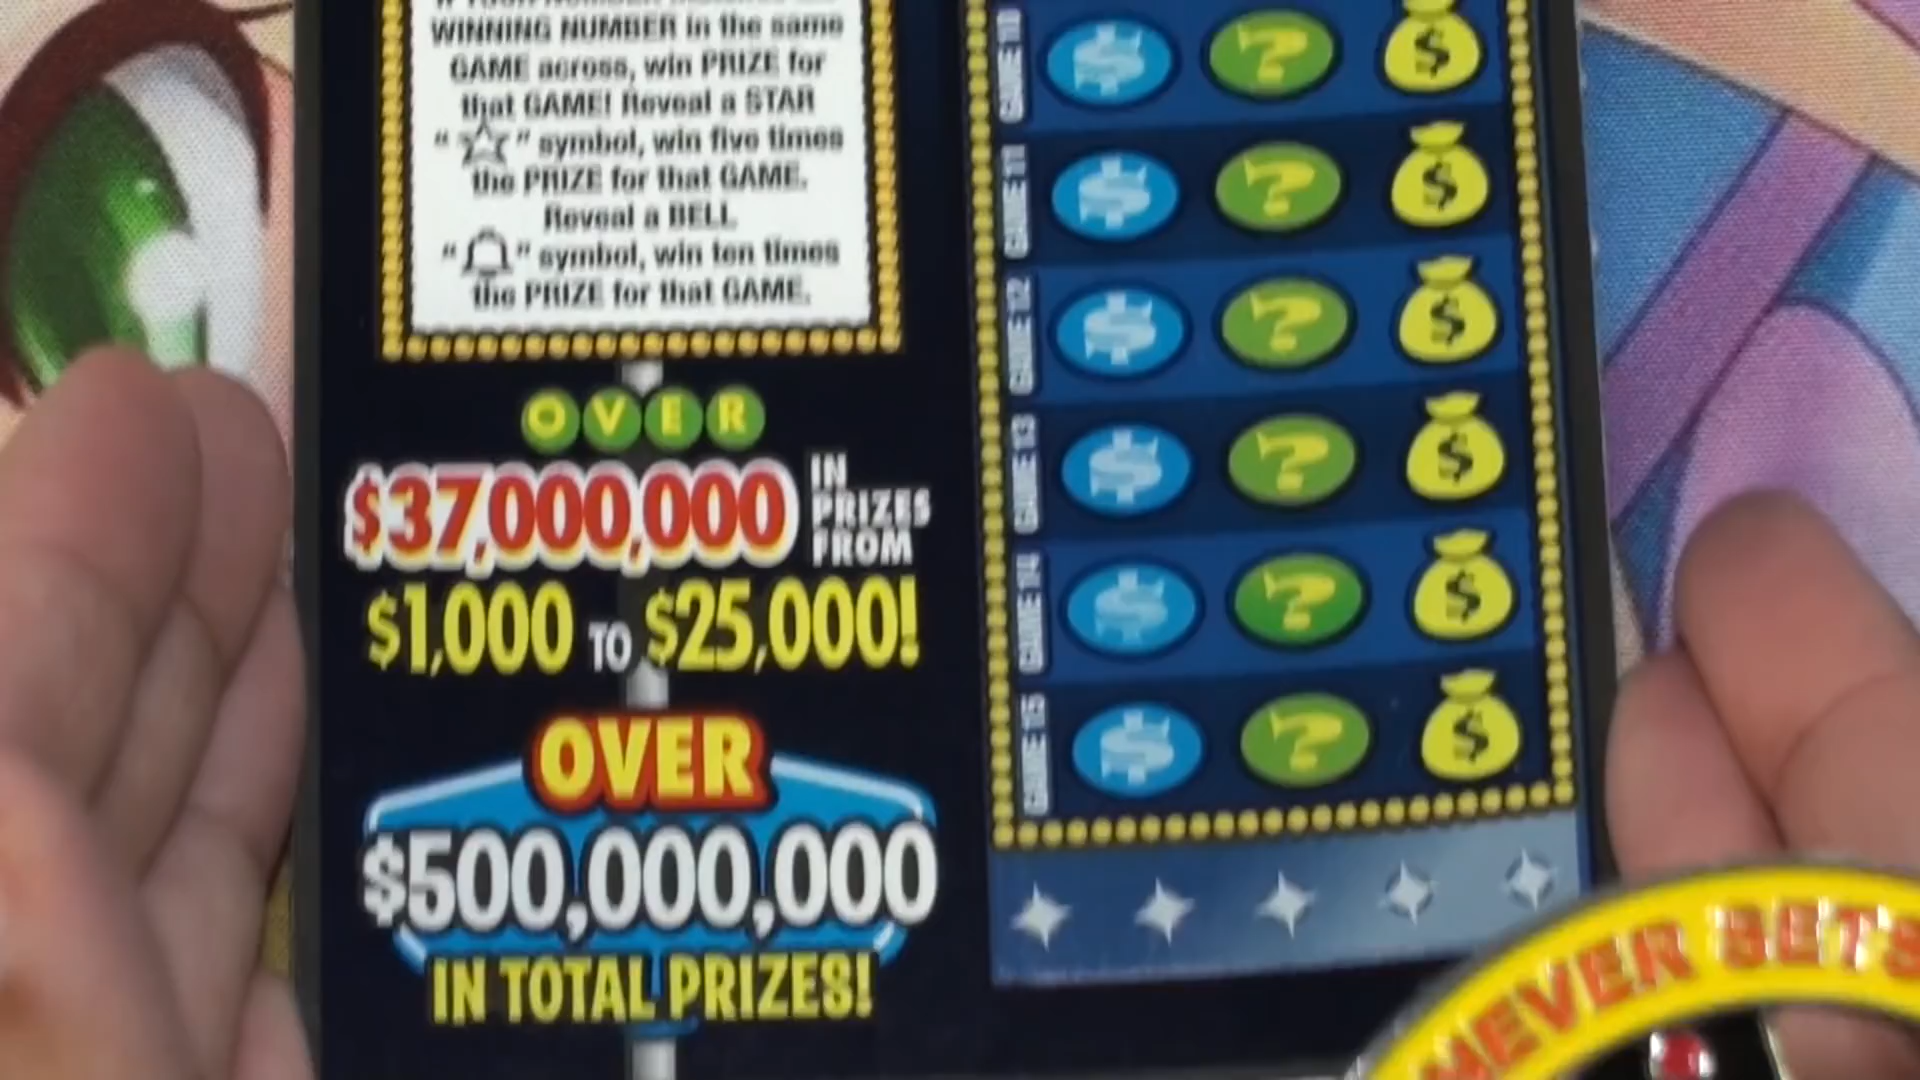 WINNING NUMBER in the same
GAME across, win PRIZE for
that GAME! Reveal a STAR
“ ” symbol, win five times
the PRIZE for that GAME.
Reveal a BELL
“ ” symbol, win ten times
the PRIZE for that GAME.
OVER
$37,000,000
IN
PRIZES
FROM
$1,000 TO $25,000!
OVER
$500,000,000
IN TOTAL PRIZES!
GAME 10
GAME 11
GAME 12
GAME 13
GAME 14
GAME 15
NEVER SETS